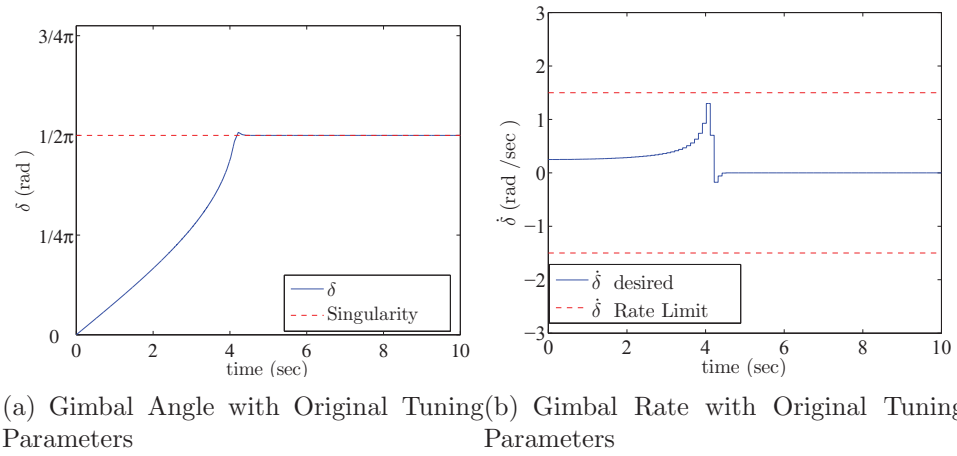 3/4π
1/2π
1/4π
0
δ (rad )
0 2 4 6 8 10
time (sec)
δ
Singularity
3
2
1
0
−1
−2
−3
δ̇ (rad /sec )
0 2 4 6 8 10
time (sec)
δ̇ desired
δ̇ Rate Limit
(a) Gimbal Angle with Original Tuning
Parameters
(b) Gimbal Rate with Original Tuning
Parameters